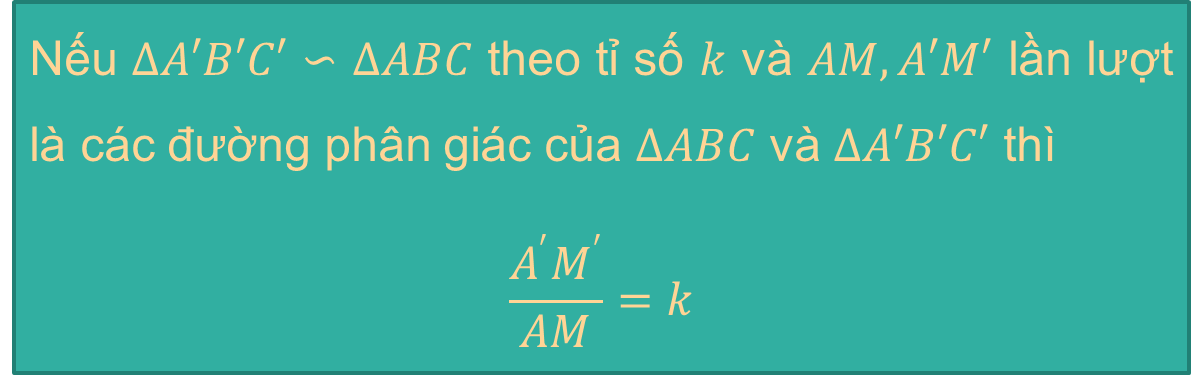 Nếu ΔA′B′C′ ∽ ΔABC theo tỉ số k và AM, A′M′ lần lượt
là các đường phân giác của ΔABC và ΔA′B′C′ thì
A′M′/AM = k